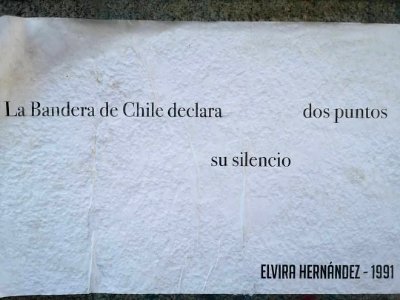 La Bandera de Chile declara dos puntos
su silencio
ELVIRA HERNÁNDEZ - 1991